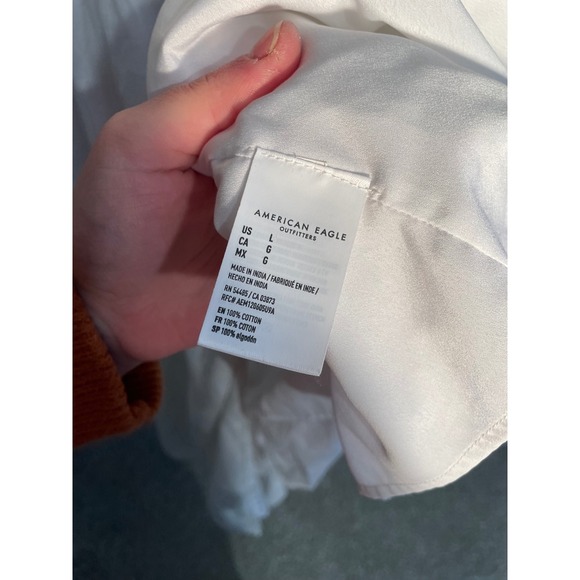 AMERICAN EAGLE
OUTFITTERS
US L
CA G
MX G
MADE IN INDIA / FABRIQUÉ EN INDE /
HECHO EN INDIA
RN 54485 / CA 03873
RFC# AEM1206050U9A
EN 100% COTTON
FR 100% COTON
SP 100% algodón